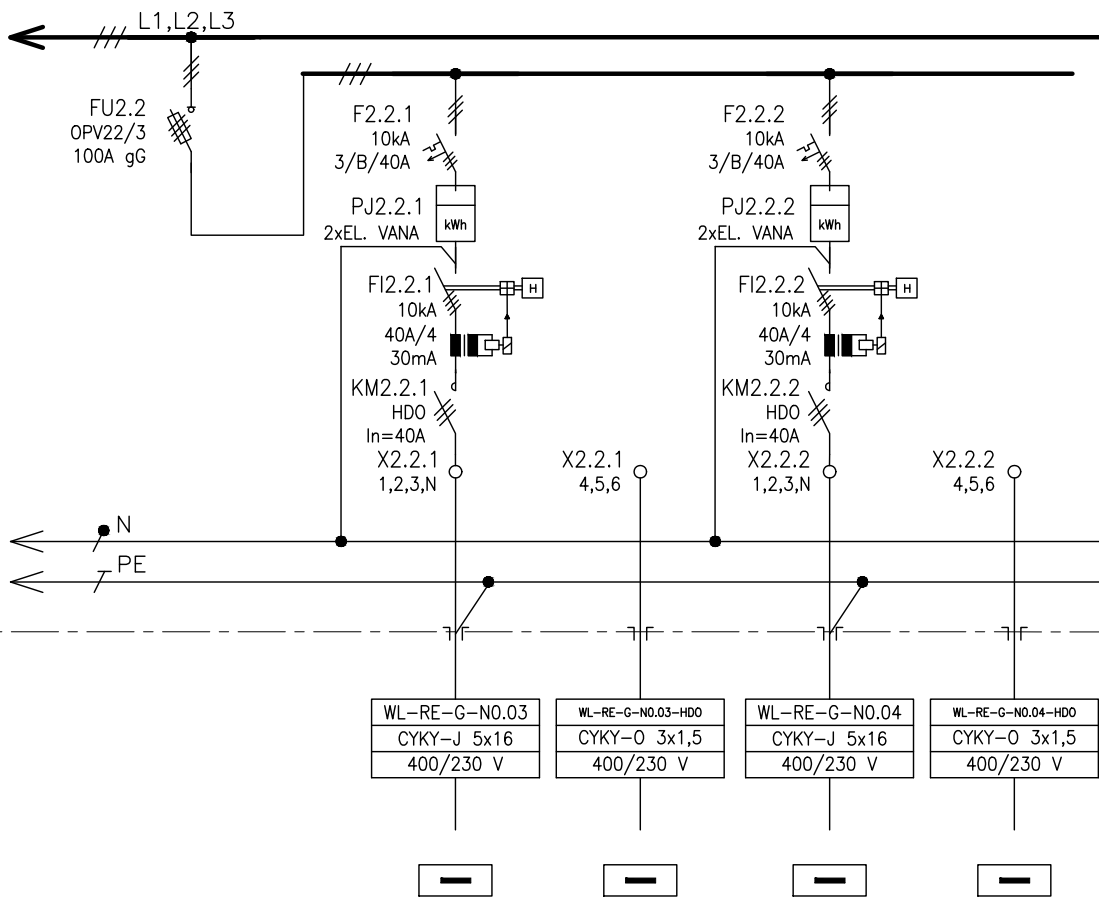 L1,L2,L3
FU2.2
OPV22/3
100A gG
F2.2.1
10kA
3/B/40A
PJ2.2.1
kWh
2xEL. VANA
FI2.2.1
H
10kA
40A/4
30mA
KM2.2.1
HDO
In=40A
X2.2.1
1,2,3,N
X2.2.1
4,5,6
F2.2.2
10kA
3/B/40A
PJ2.2.2
kWh
2xEL. VANA
FI2.2.2
H
10kA
40A/4
30mA
KM2.2.2
HDO
In=40A
X2.2.2
1,2,3,N
X2.2.2
4,5,6
N
PE
WL-RE-G-N0.03
CYKY-J 5x16
400/230 V
WL-RE-G-N0.03-HDO
CYKY-O 3x1,5
400/230 V
WL-RE-G-N0.04
CYKY-J 5x16
400/230 V
WL-RE-G-N0.04-HDO
CYKY-O 3x1,5
400/230 V